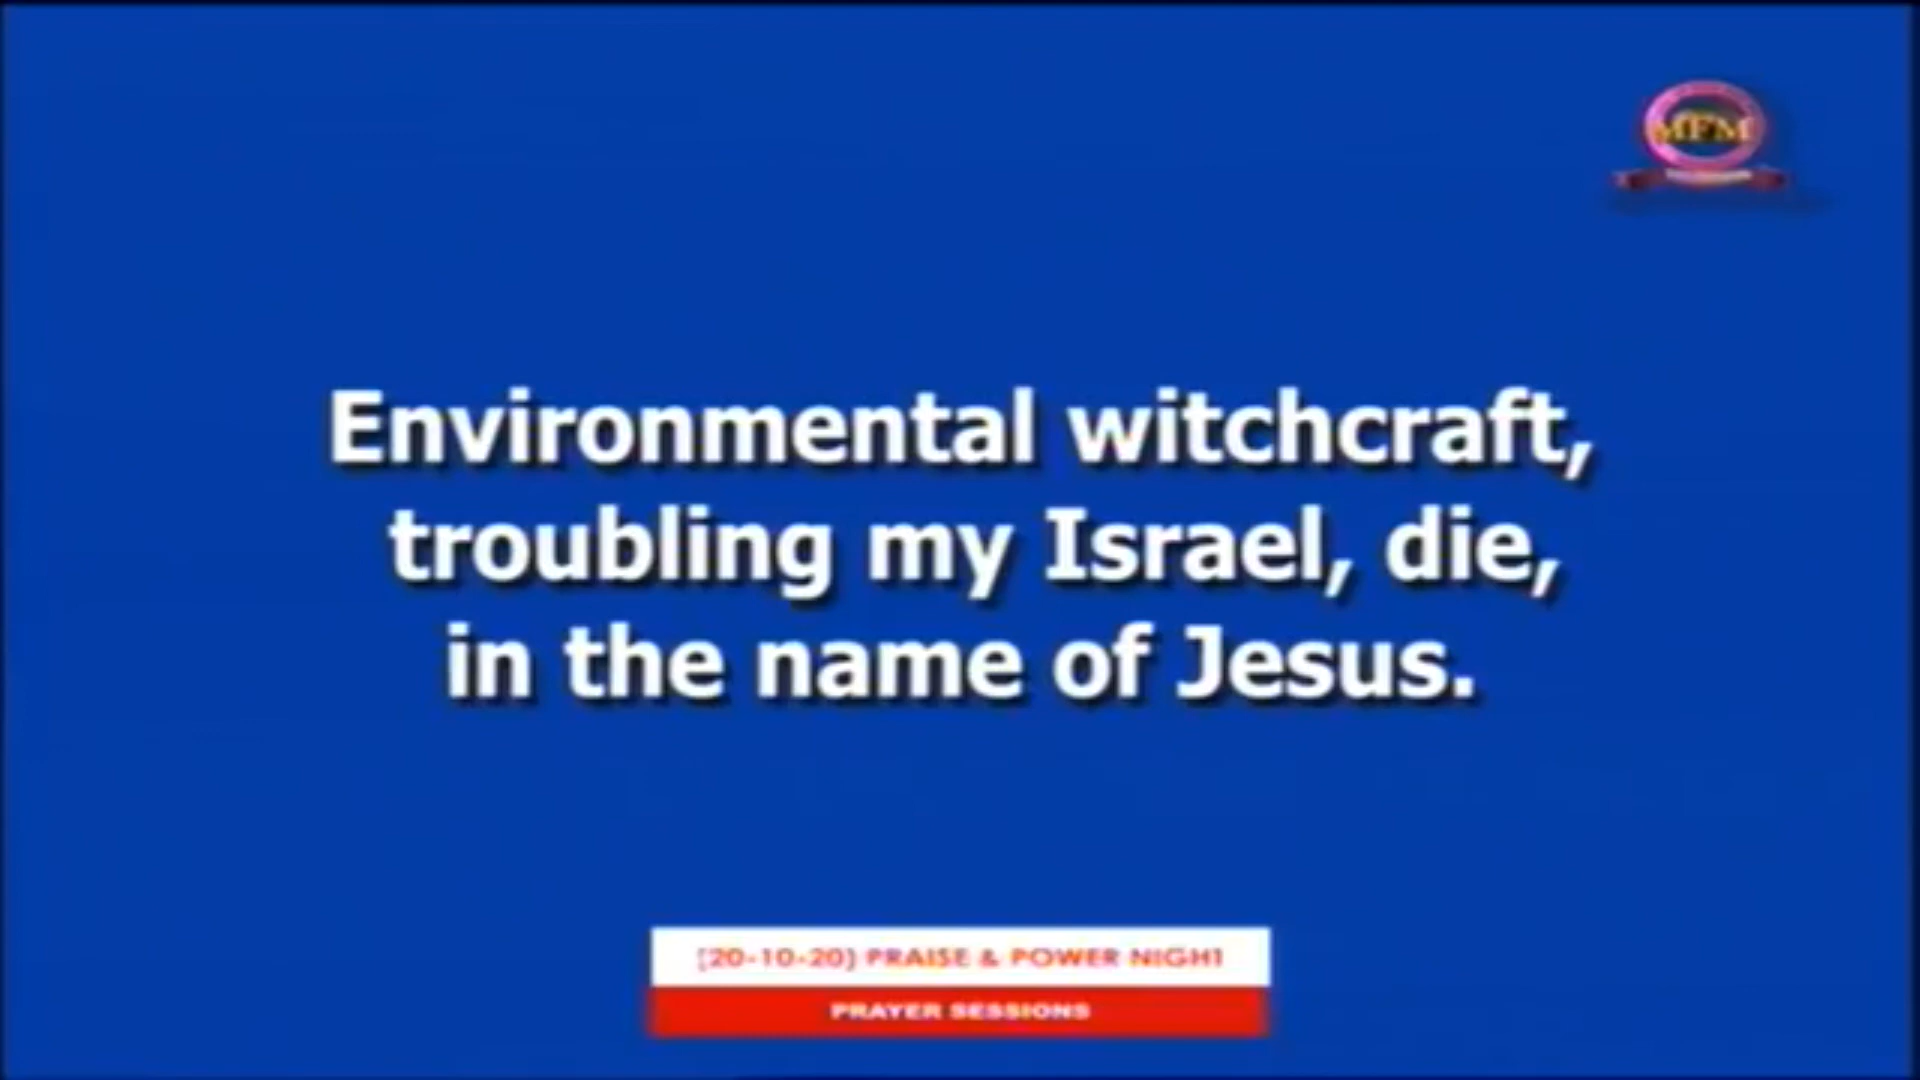 MFM
Environmental witchcraft,
troubling my Israel, die,
in the name of Jesus.
[20-10-20] PRAISE & POWER NIGHT
PRAYER SESSIONS